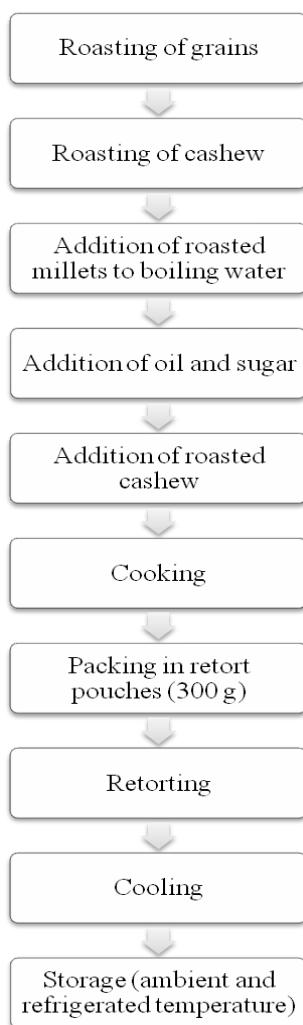 Roasting of grains
Roasting of cashew
Addition of roasted
millets to boiling water
Addition of oil and sugar
Addition of roasted
cashew
Cooking
Packing in retort
pouches (300 g)
Retorting
Cooling
Storage (ambient and
refrigerated temperature)